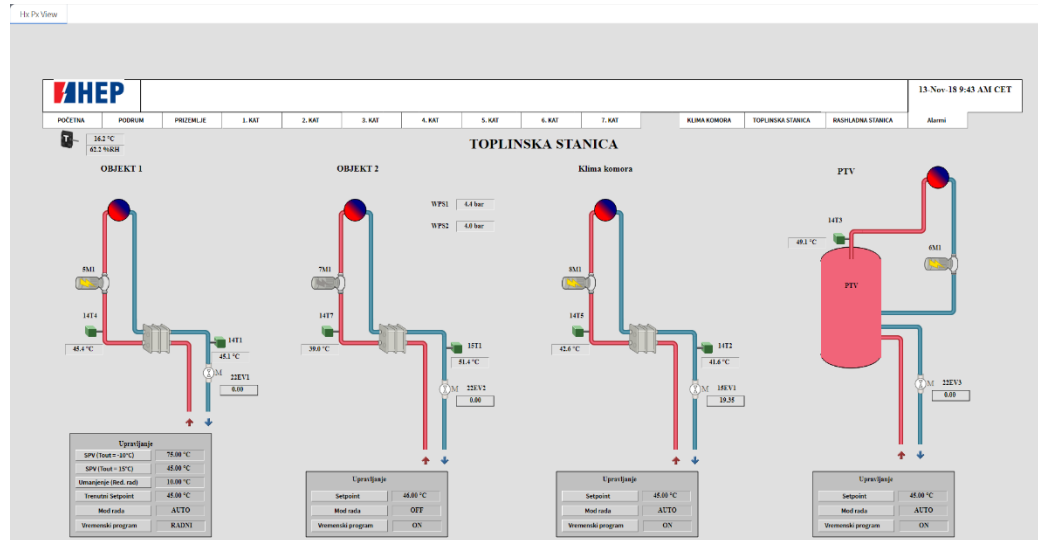 Hx Px View
HEP
13-Nov-18 9:43 AM CET
POČETNA PODRUM PRIZEMLJE 1. KAT 2. KAT 3. KAT 4. KAT 5. KAT 6. KAT 7. KAT KLIMA KOMORA TOPLINSKA STANICA RASHLADNA STANICA Alarmi
T
16.2 °C
62.2 %RH
TOPLINSKA STANICA
OBJEKT 1
5M1
14T4
45.4 °C
14T1
45.1 °C
M 22EV1
0.00
Upravljanje
SPV (Tout = -10°C) 75.00 °C
SPV (Tout = 15°C) 45.00 °C
Umanjenje (Red. rad) 10.00 °C
Trenutni Setpoint 45.00 °C
Mod rada AUTO
Vremenski program RADNI
OBJEKT 2
WPS1 4.4 bar
WPS2 4.0 bar
7M1
14T7
39.0 °C
15T1
51.4 °C
M 22EV2
0.00
Upravljanje
Setpoint 46.00 °C
Mod rada OFF
Vremenski program ON
Klima komora
8M1
14T5
42.6 °C
14T2
41.6 °C
M 15EV1
19.35
Upravljanje
Setpoint 45.00 °C
Mod rada AUTO
Vremenski program ON
PTV
14T3
49.1 °C
6M1
PTV
M 22EV3
0.00
Upravljanje
Setpoint 45.00 °C
Mod rada AUTO
Vremenski program ON